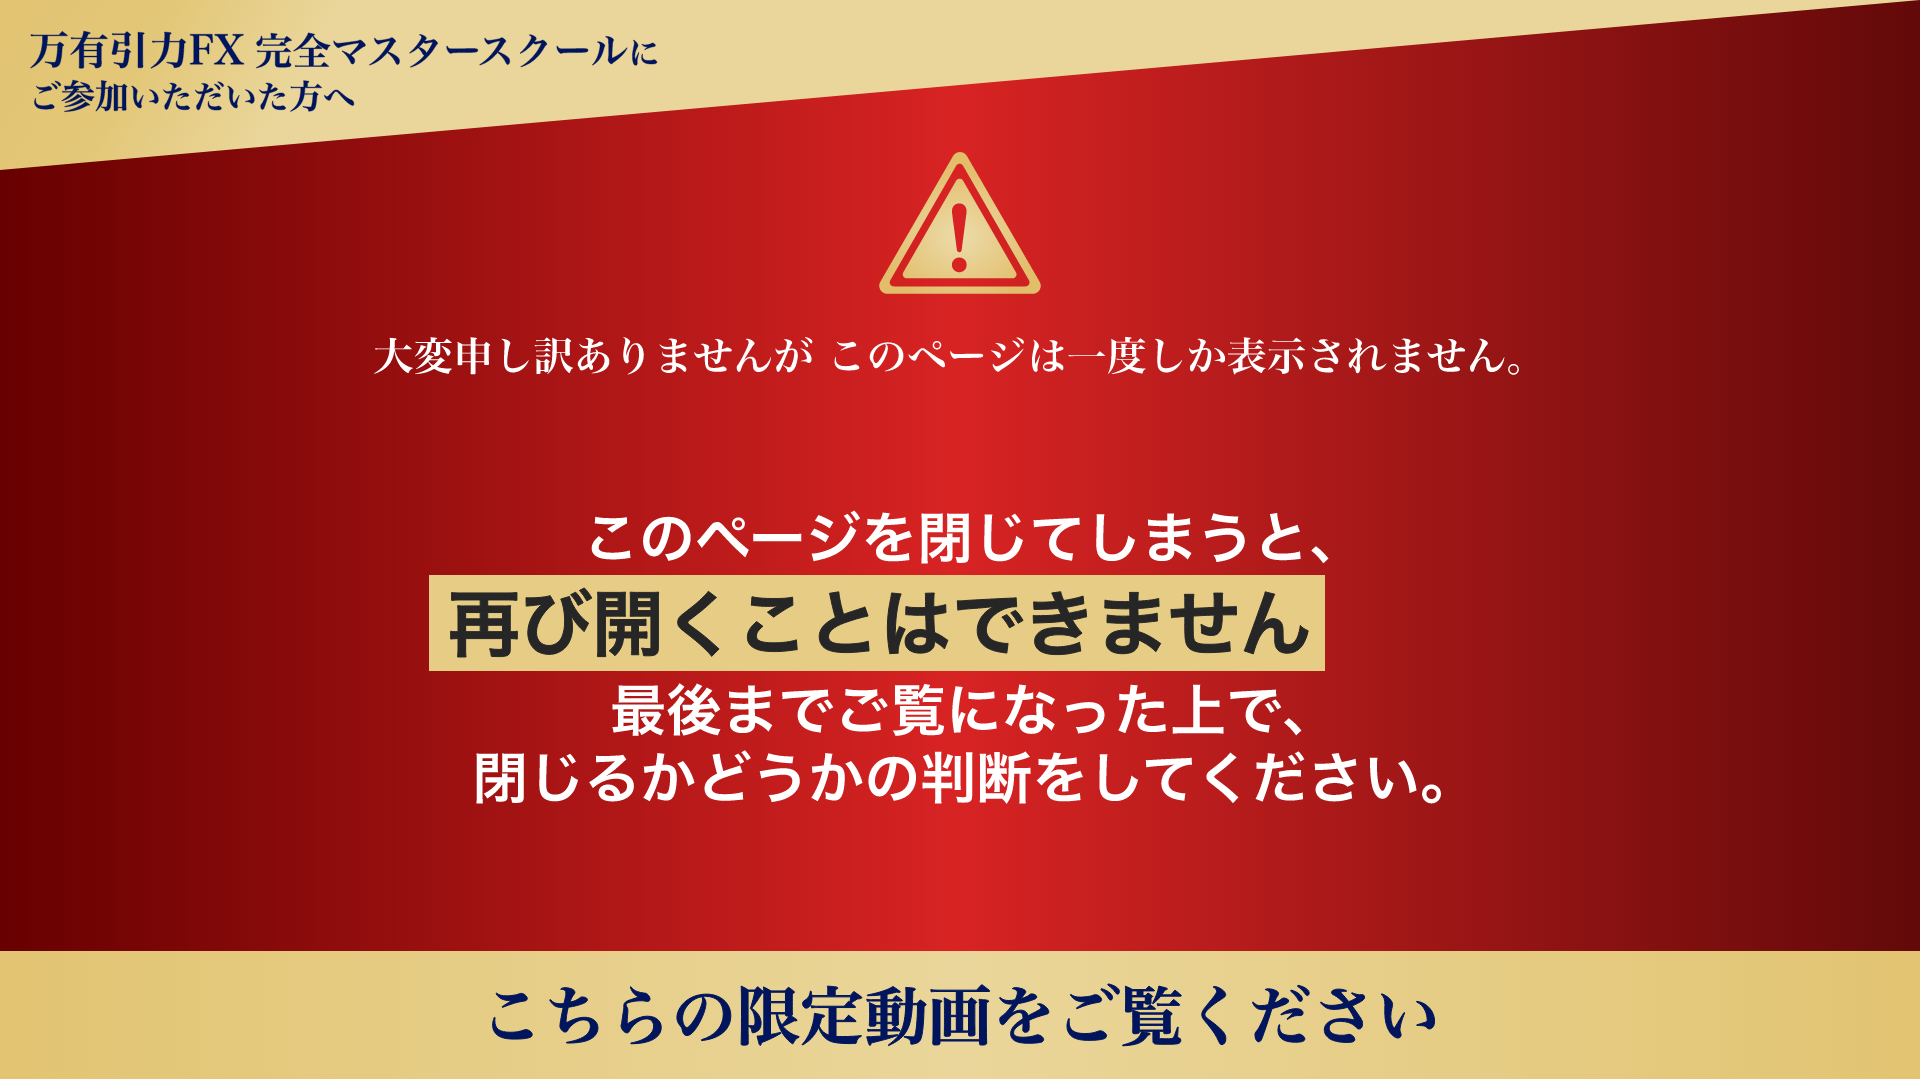 万有引力FX 完全マスタースクールに
ご参加いただいた方へ
大変申し訳ありませんが このページは一度しか表示されません。
このページを閉じてしまうと、
再び開くことはできません
最後までご覧になった上で、
閉じるかどうかの判断をしてください。
こちらの限定動画をご覧ください